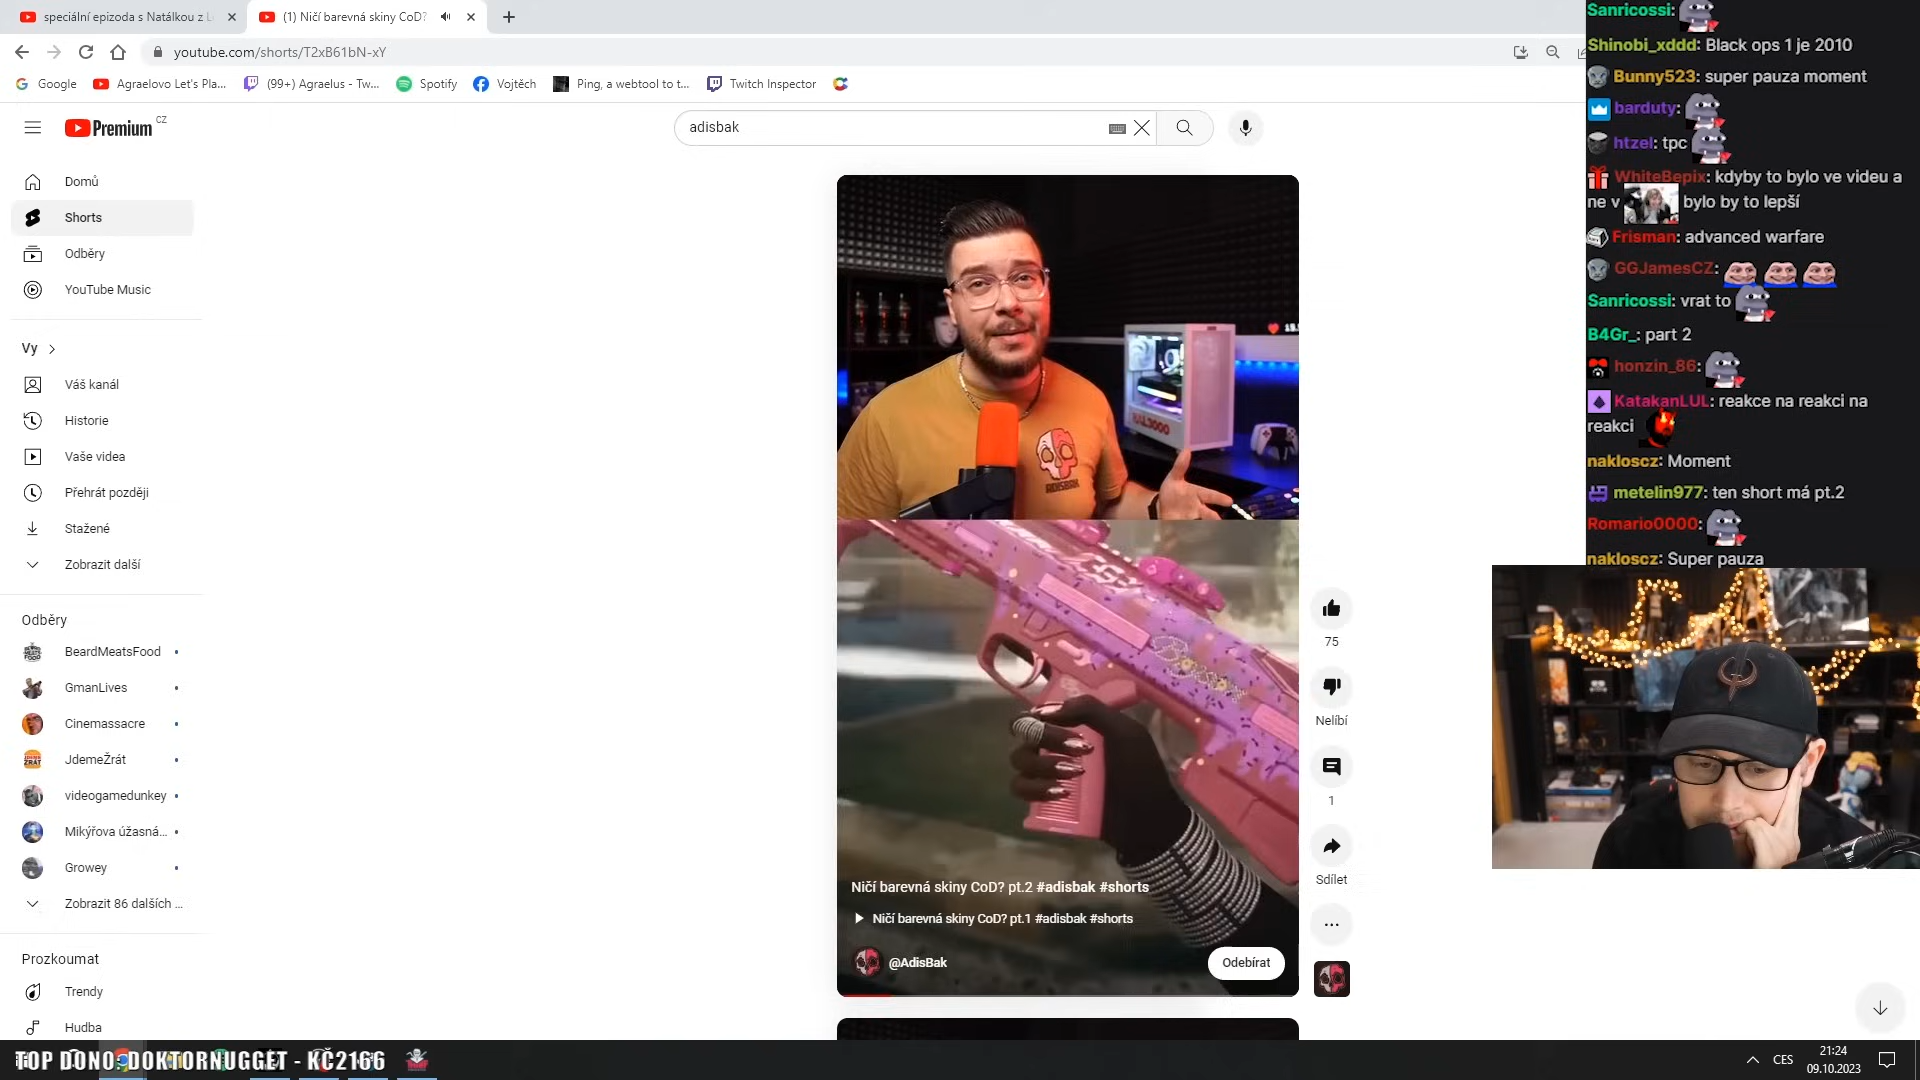 speciální epizoda s Natálkou z L
(1) Ničí barevná skiny CoD?
youtube.com/shorts/T2xB61bN-xY
Google
Agraelovo Let's Pla...
(99+) Agraelus - Tw...
Spotify
Vojtěch
Ping, a webtool to t...
Twitch Inspector
Premium CZ
adisbak
Domů
Shorts
Odběry
YouTube Music
Vy
Váš kanál
Historie
Vaše videa
Přehrát později
Stažené
Zobrazit další
Odběry
BeardMeatsFood
GmanLives
Cinemassacre
JdemeŽrát
videogamedunkey
Mikýřova úžasná...
Growey
Zobrazit 86 dalších ...
Prozkoumat
Trendy
Hudba
ADISBAK
Ničí barevná skiny CoD? pt.2 #adisbak #shorts
Ničí barevná skiny CoD? pt.1 #adisbak #shorts
@AdisBak
Odebírat
75
Nelíbí
1
Sdílet
Sanricossi:
Shinobi_xddd: Black ops 1 je 2010
Bunny523: super pauza moment
barduty:
htzel: tpc
WhiteBepix: kdyby to bylo ve videu a
ne v bylo by to lepší
Frisman: advanced warfare
GGJamesCZ:
Sanricossi: vrat to
B4Gr_: part 2
honzin_86:
KatakanLUL: reakce na reakci na
reakci
nakloscz: Moment
metelin977: ten short má pt.2
Romario0000:
nakloscz: Super pauza
TOP DONO: DOKTORNUGGET - KČ2166
CES
21:24
09.10.2023